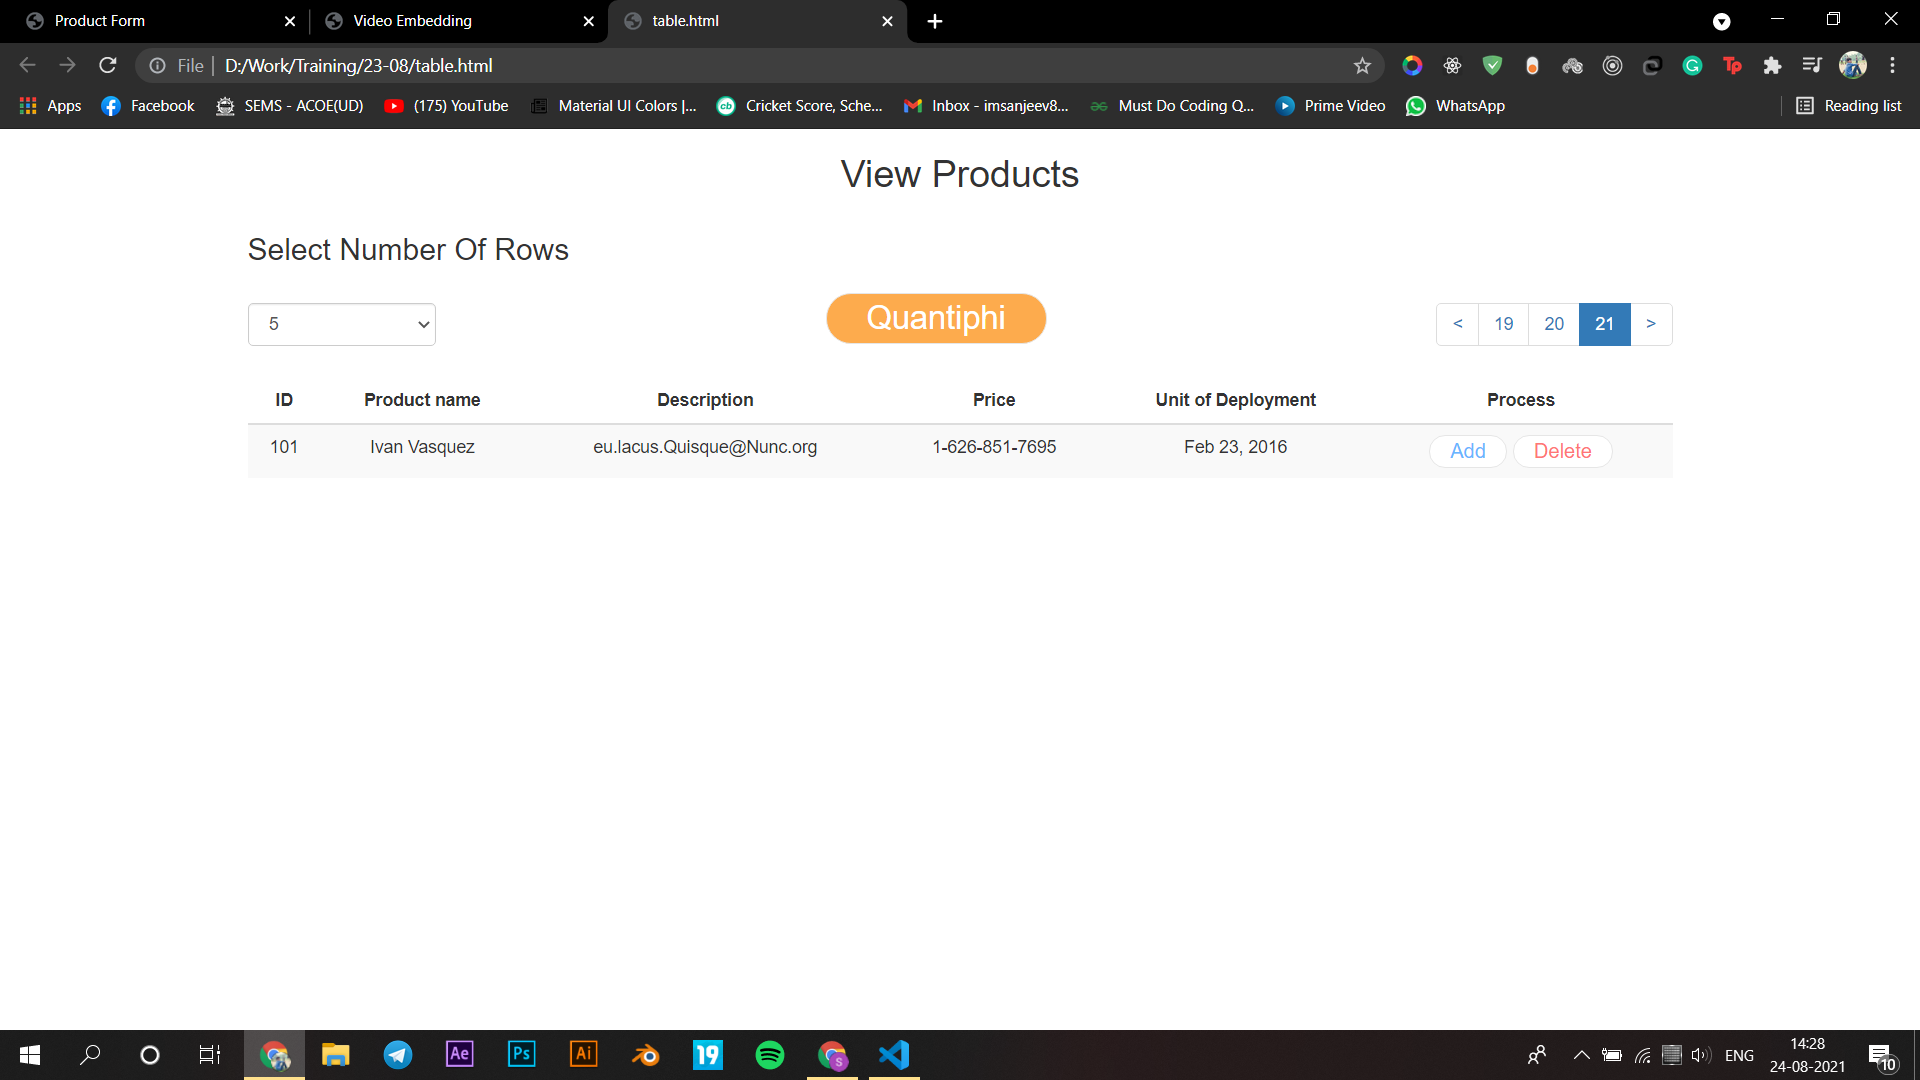 Product Form
Video Embedding
table.html
File
D:/Work/Training/23-08/table.html
Apps
Facebook
SEMS - ACOE(UD)
(175) YouTube
Material UI Colors |...
Cricket Score, Sche...
Inbox - imsanjeev8...
Must Do Coding Q...
Prime Video
WhatsApp
Reading list
View Products
Select Number Of Rows
5
Quantiphi
< 19 20 21 >
ID Product name Description Price Unit of Deployment Process
101 Ivan Vasquez eu.lacus.Quisque@Nunc.org 1-626-851-7695 Feb 23, 2016 Add Delete
Ae
Ps
Ai
19
S
ENG
14:28
24-08-2021
10